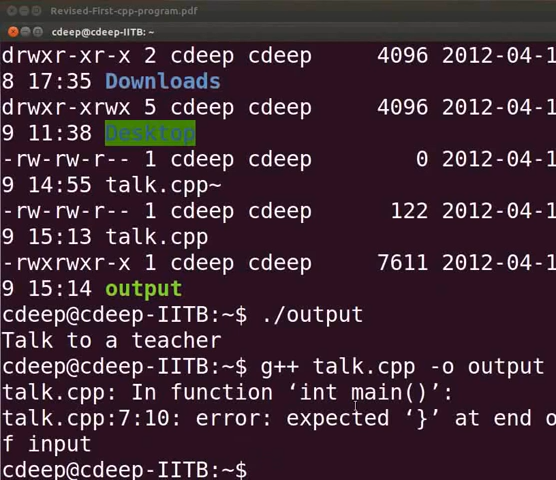 Revised-First-cpp-program.pdf
cdeep@cdeep-IITB: ~
drwxr-xr-x 2 cdeep cdeep 4096 2012-04-1
8 17:35 Downloads
drwxr-xrwx 5 cdeep cdeep 4096 2012-04-1
9 11:38 Desktop
-rw-rw-r-- 1 cdeep cdeep 0 2012-04-1
9 14:55 talk.cpp~
-rw-rw-r-- 1 cdeep cdeep 122 2012-04-1
9 15:13 talk.cpp
-rwxrwxr-x 1 cdeep cdeep 7611 2012-04-1
9 15:14 output
cdeep@cdeep-IITB:~$ ./output
Talk to a teacher
cdeep@cdeep-IITB:~$ g++ talk.cpp -o output
talk.cpp: In function ‘int main()’:
talk.cpp:7:10: error: expected ‘}’ at end o
f input
cdeep@cdeep-IITB:~$